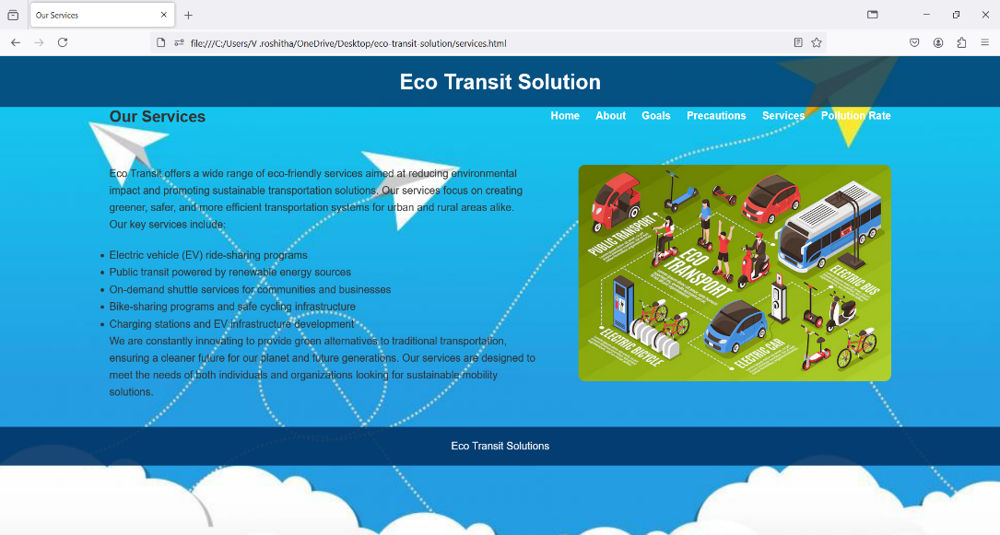 Our Services
file:///C:/Users/V .roshitha/OneDrive/Desktop/eco-transit-solution/services.html
Eco Transit Solution
Our Services
Home About Goals Precautions Services Pollution Rate
Eco Transit offers a wide range of eco-friendly services aimed at reducing environmental
impact and promoting sustainable transportation solutions. Our services focus on creating
greener, safer, and more efficient transportation systems for urban and rural areas alike.
Our key services include:
• Electric vehicle (EV) ride-sharing programs
• Public transit powered by renewable energy sources
• On-demand shuttle services for communities and businesses
• Bike-sharing programs and safe cycling infrastructure
• Charging stations and EV infrastructure development
We are constantly innovating to provide green alternatives to traditional transportation,
ensuring a cleaner future for our planet and future generations. Our services are designed to
meet the needs of both individuals and organizations looking for sustainable mobility
solutions.
PUBLIC TRANSPORT
ECO
TRANSPORT
ELECTRIC BUS
ELECTRIC BICYCLE
ELECTRIC CAR
Eco Transit Solutions